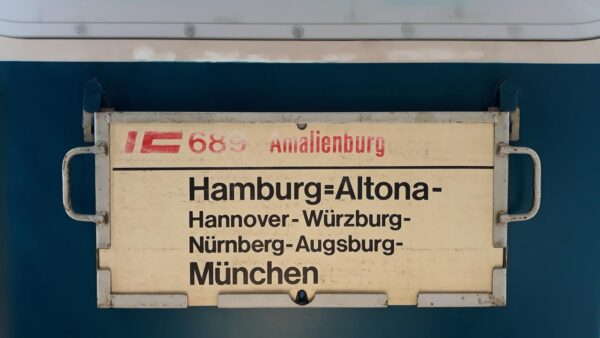 IC 689 Amalienburg
Hamburg=Altona-
Hannover-Würzburg-
Nürnberg-Augsburg-
München